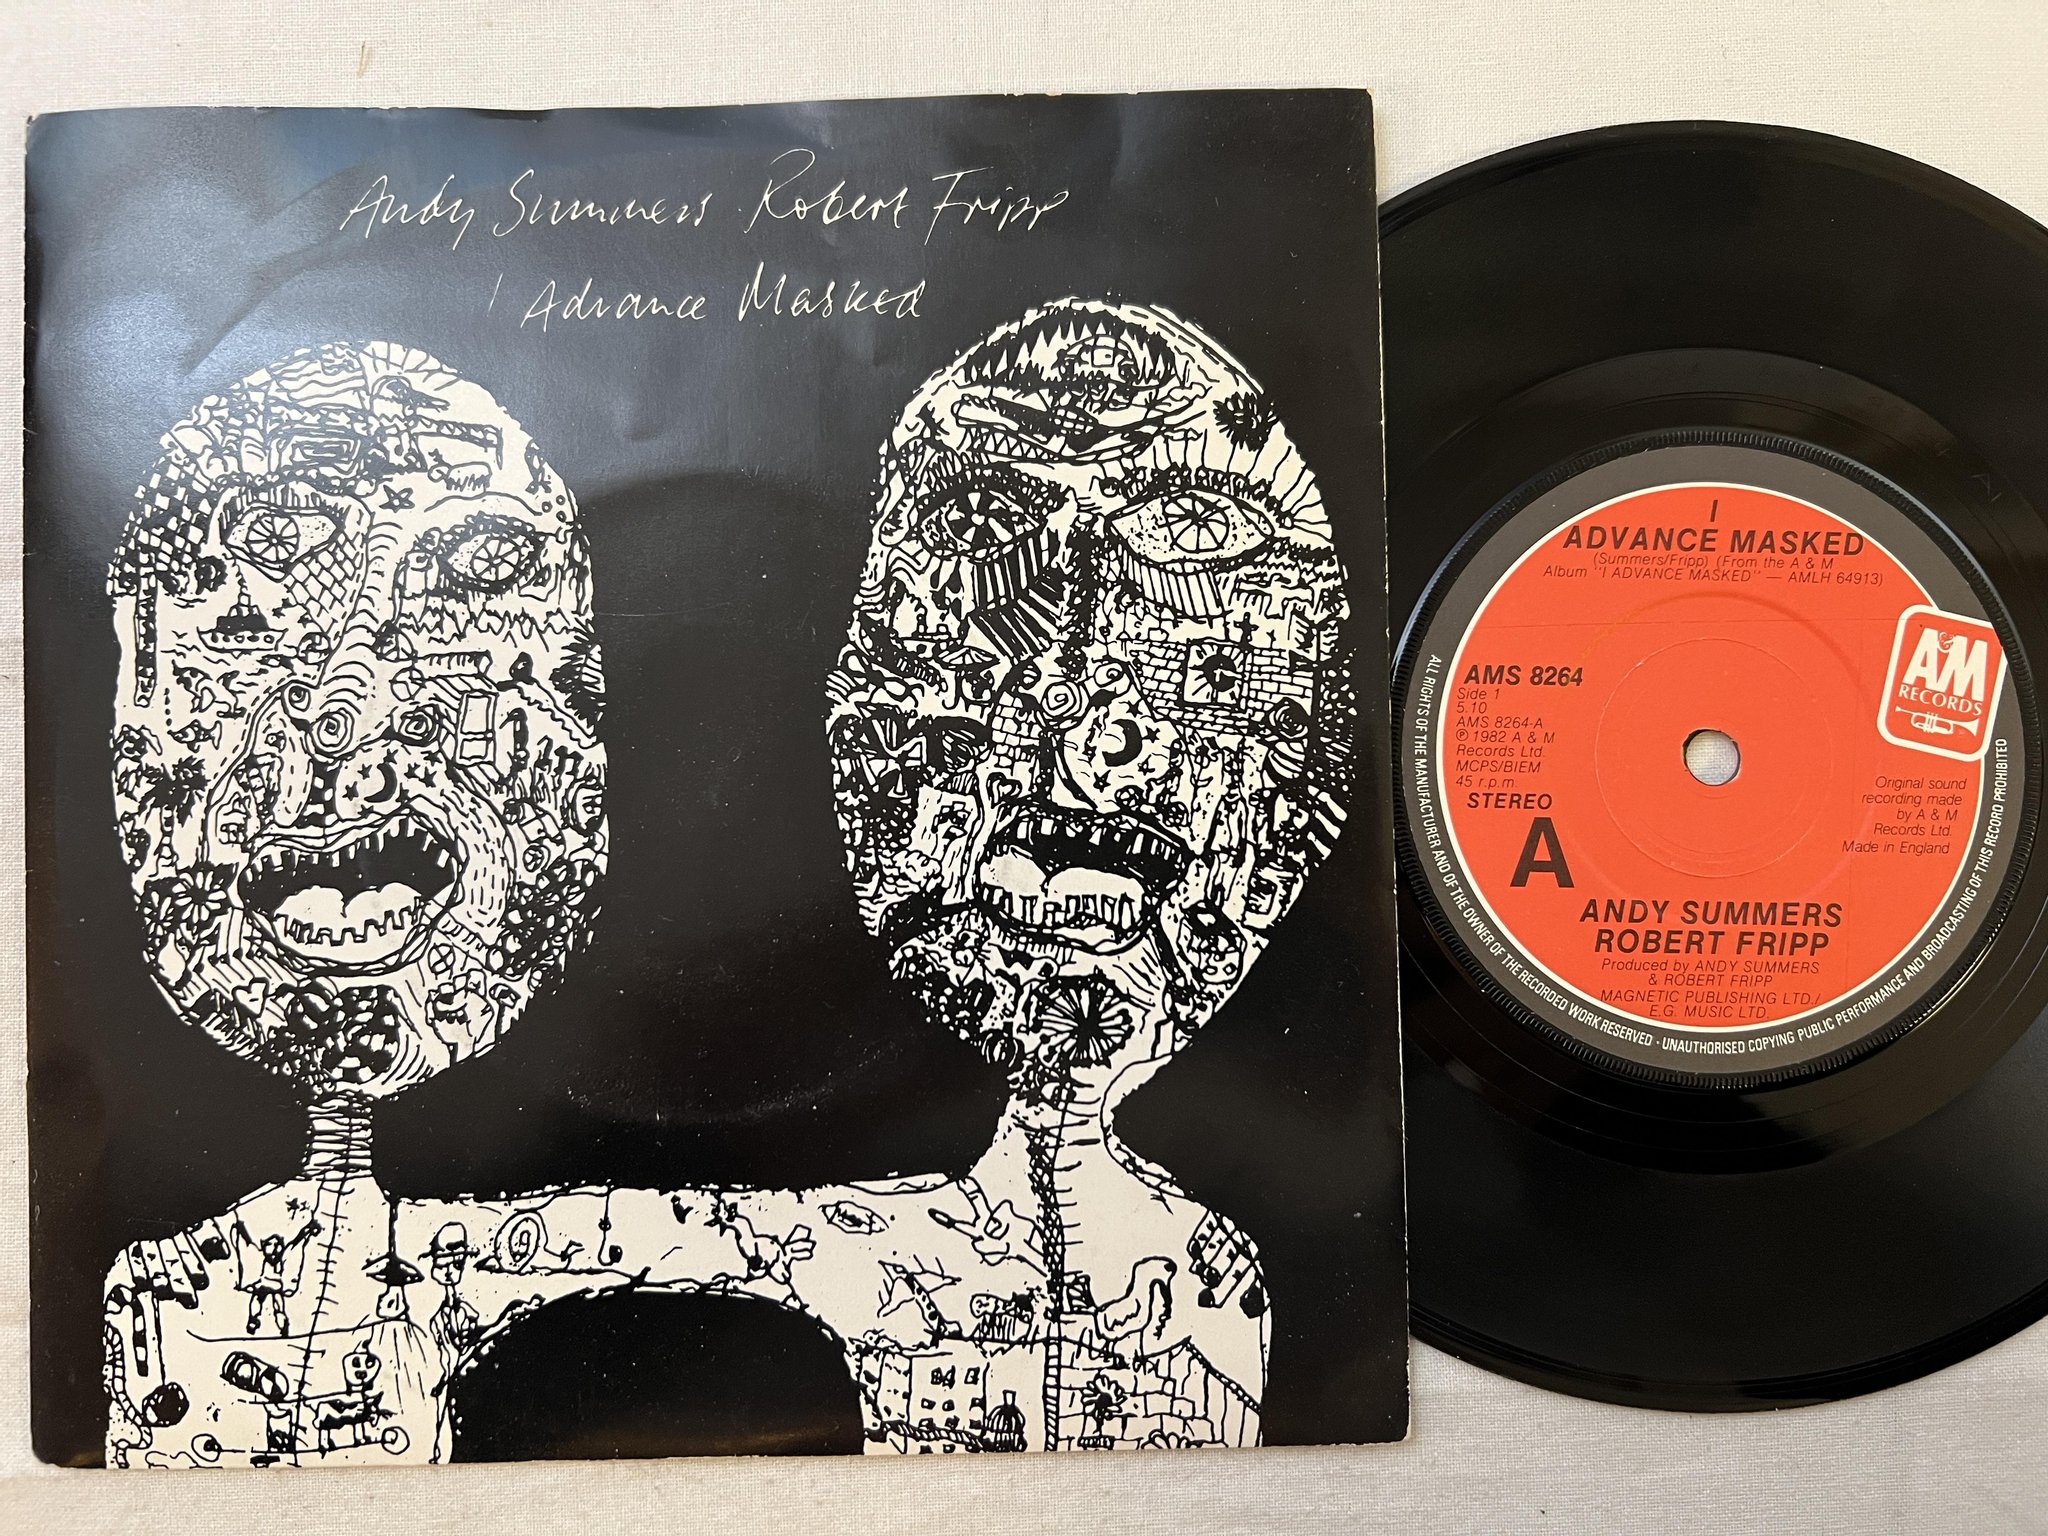 Andy Summers Robert Fripp
I Advance Masked
I
ADVANCE MASKED
(Summers/Fripp) (From the A & M
Album "I ADVANCE MASKED" — AMLH 64913)
A&M
RECORDS
AMS 8264
Side 1
5.10
AMS 8264-A
℗ 1982 A & M
Records Ltd.
MCPS/BIEM
45 r.p.m.
STEREO
A
Original sound
recording made
by A & M
Records Ltd.
Made in England
ANDY SUMMERS
ROBERT FRIPP
Produced by ANDY SUMMERS
& ROBERT FRIPP
MAGNETIC PUBLISHING LTD./
E.G. MUSIC LTD.
ALL RIGHTS OF THE MANUFACTURER AND OF THE OWNER OF THE RECORDED WORK RESERVED · UNAUTHORISED COPYING PUBLIC PERFORMANCE AND BROADCASTING OF THIS RECORD PROHIBITED